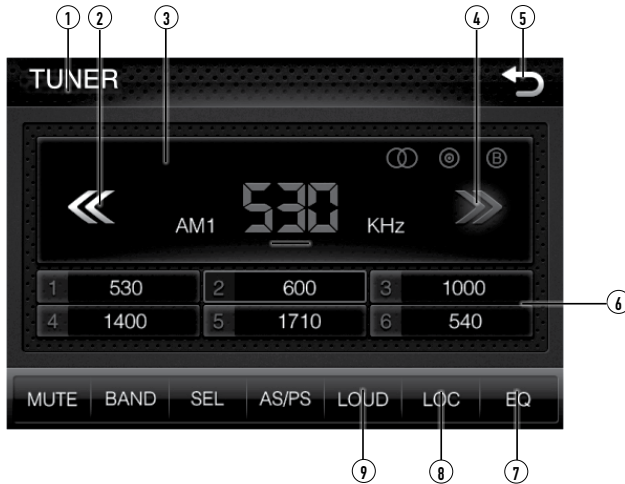 1 2 3 4 5
TUNER
B
AM1 530 KHz
1 530 2 600 3 1000
6
4 1400 5 1710 6 540
MUTE BAND SEL AS/PS LOUD LOC EQ
9 8 7